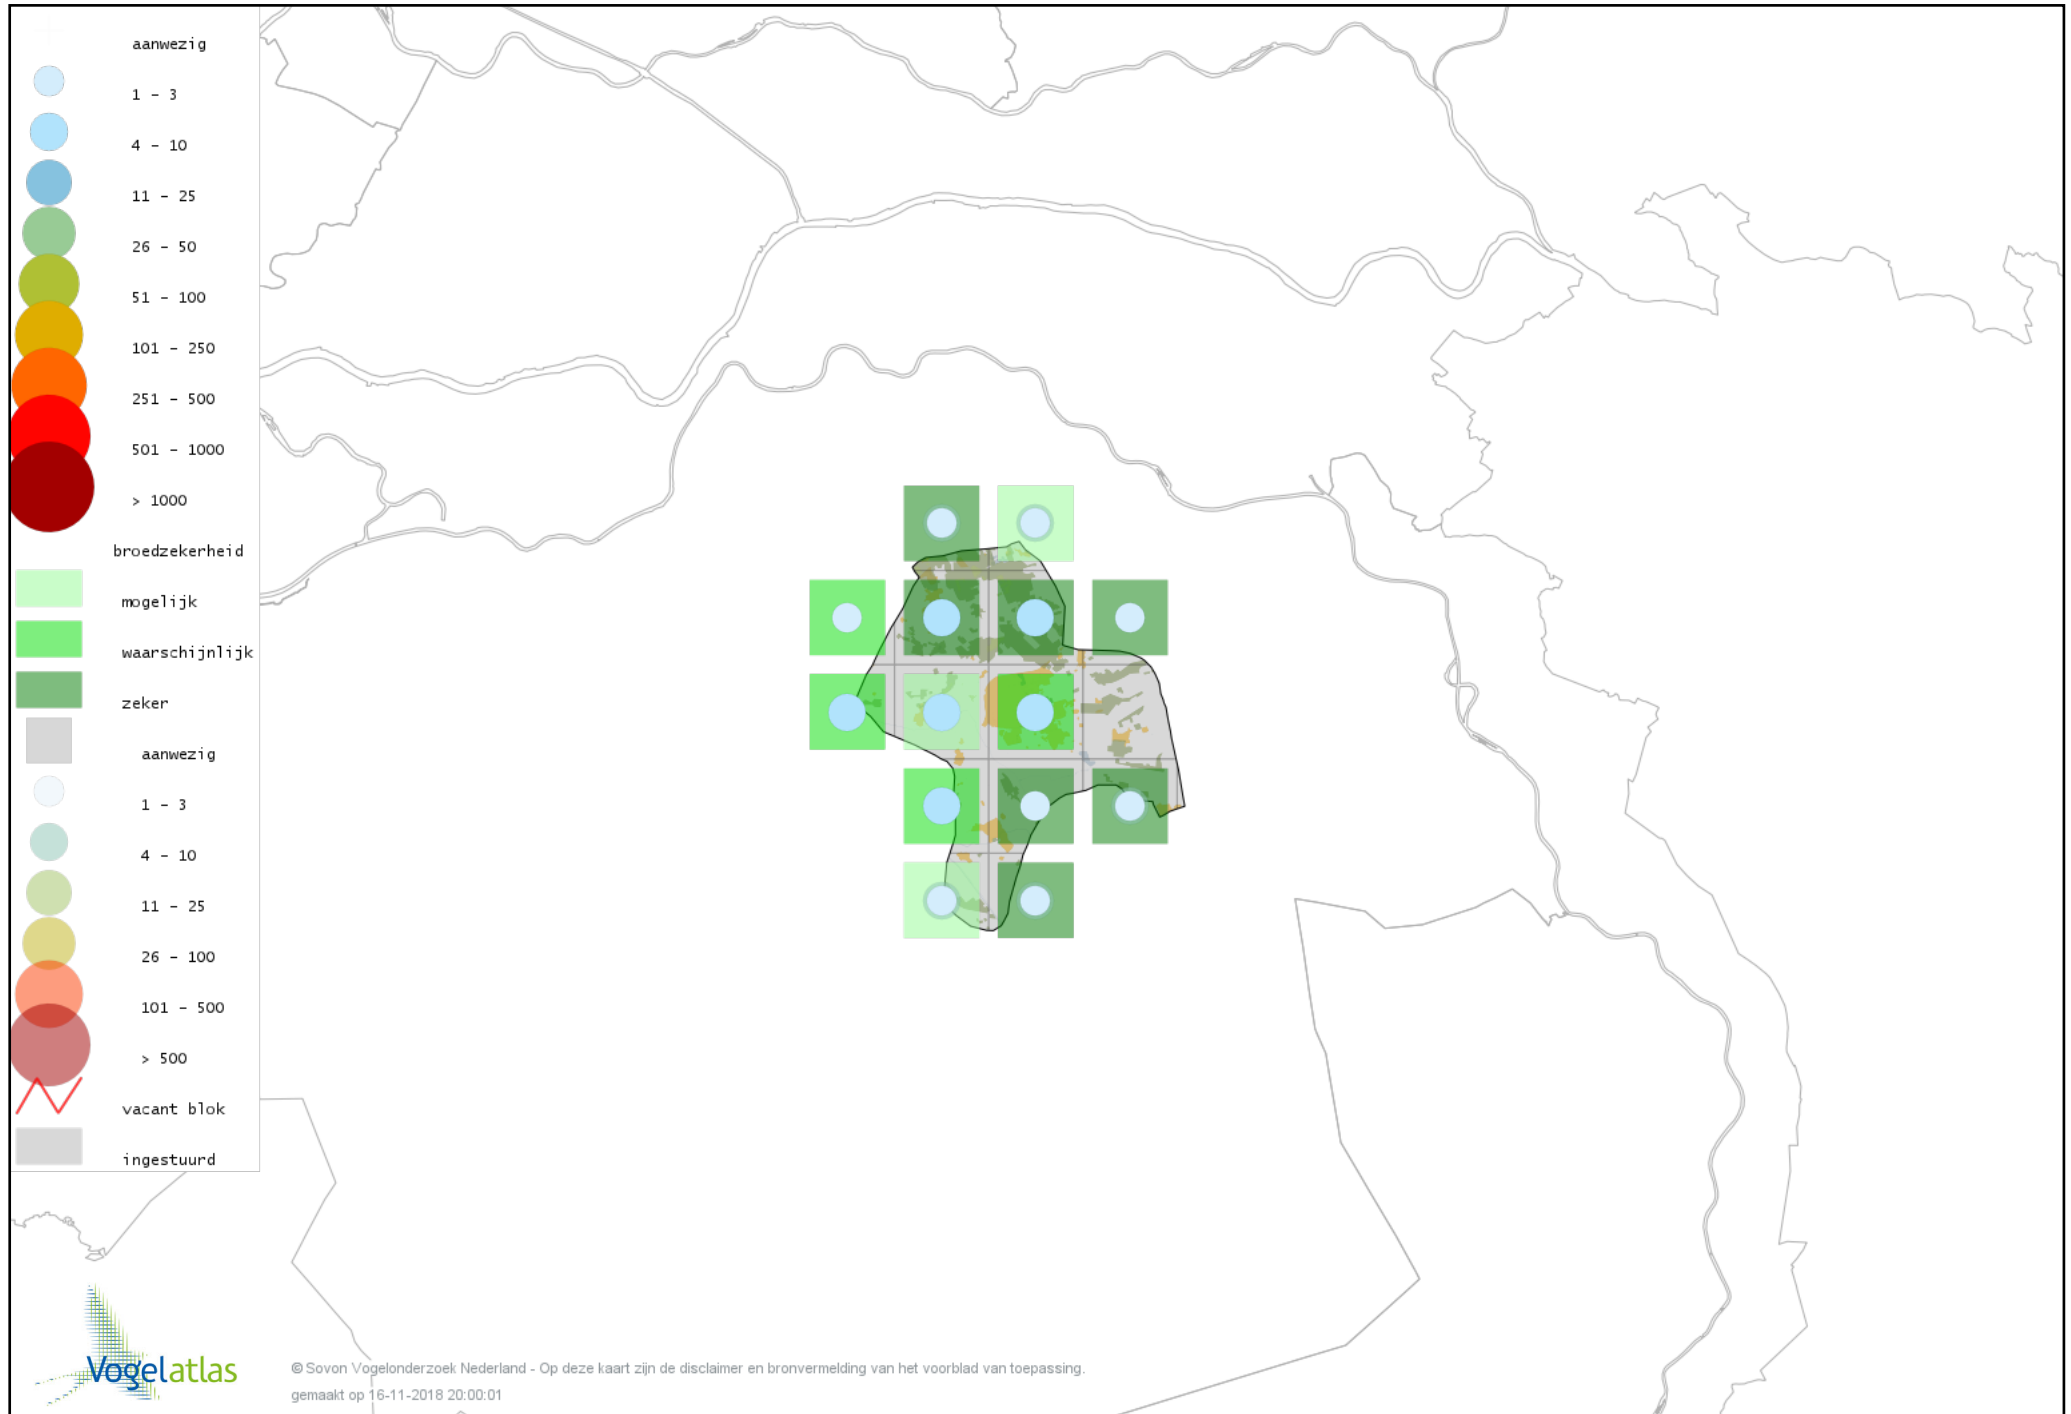 aanwezig
1 - 3
4 - 10
11 - 25
26 - 50
51 - 100
101 - 250
251 - 500
501 - 1000
> 1000
broedzekerheid
mogelijk
waarschijnlijk
zeker
aanwezig
1 - 3
4 - 10
11 - 25
26 - 100
101 - 500
> 500
vacant blok
ingestuurd
Vogelatlas
© Sovon Vogelonderzoek Nederland - Op deze kaart zijn de disclaimer en bronvermelding van het voorblad van toepassing.
gemaakt op 16-11-2018 20:00:01